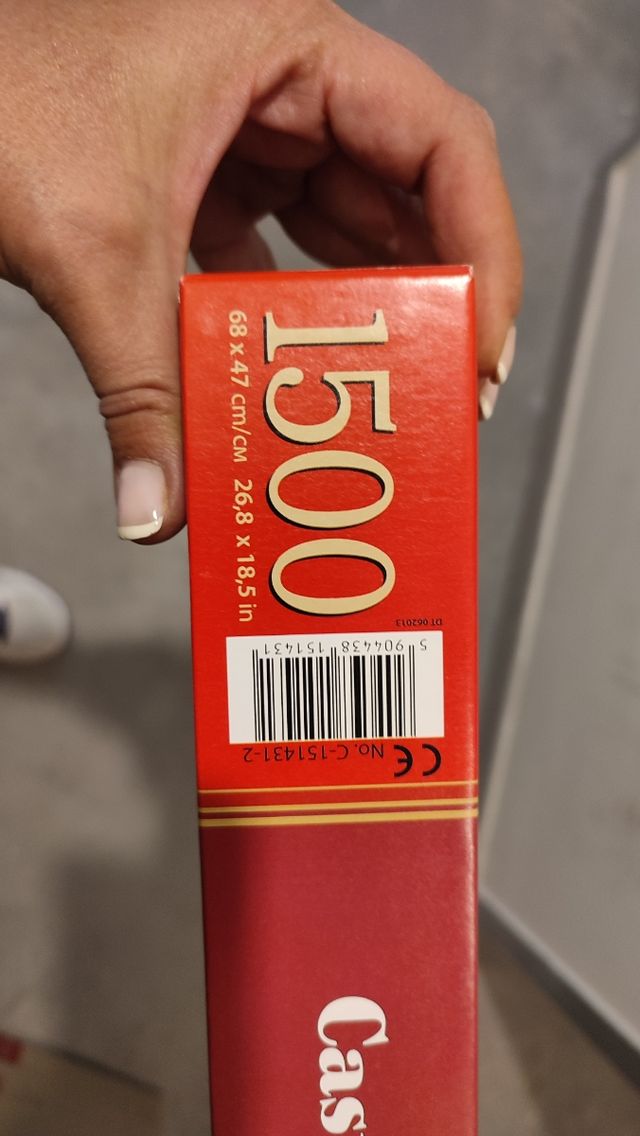 1500
68 x 47 cm/см 26,8 x 18,5 in
DT 062013
5 904438 151431
CE No. C-151431-2
Cas